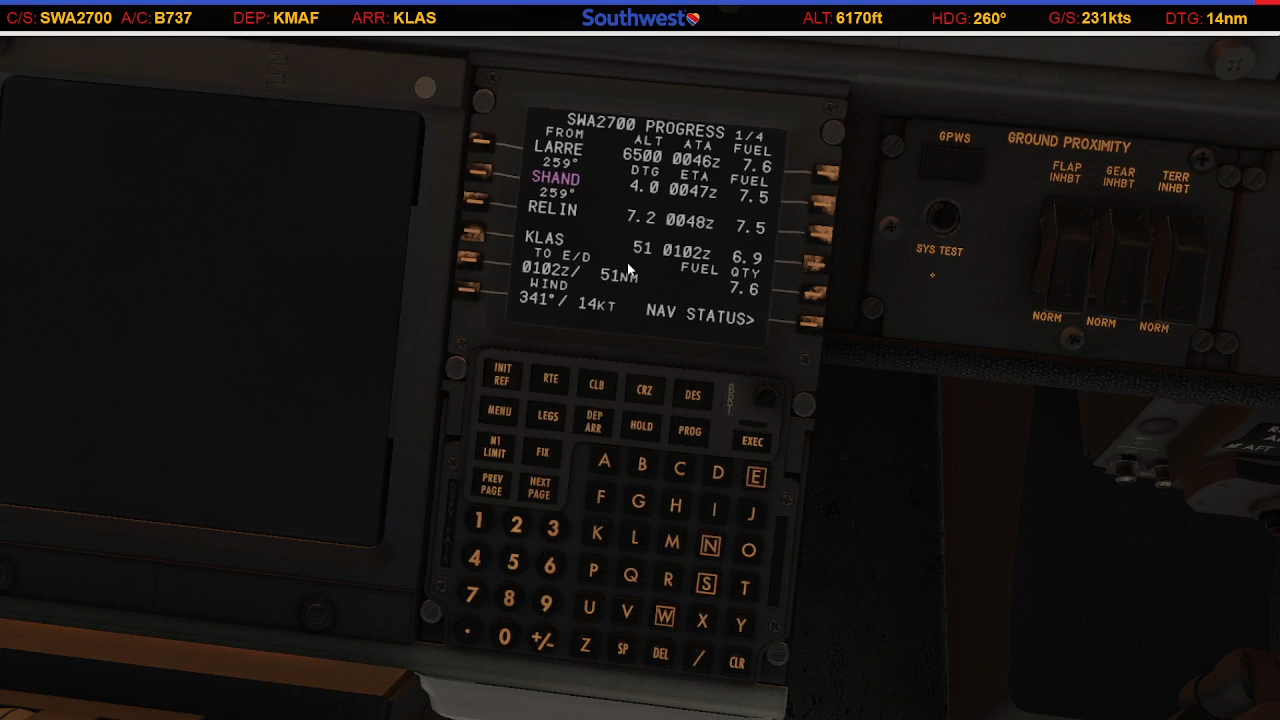 C/S: SWA2700 A/C: B737 DEP: KMAF ARR: KLAS Southwest ALT: 6170ft HDG: 260° G/S: 231kts DTG: 14nm
SWA2700 PROGRESS 1/4
FROM ALT ATA FUEL
LARRE 6500 0046z 7.6
259° DTG ETA FUEL
SHAND 4.0 0047z 7.5
259°
RELIN 7.2 0048z 7.5
KLAS 51 0102z 6.9
TO E/D FUEL QTY
0102z/ 51NM 7.6
WIND
341°/ 14KT NAV STATUS>
GPWS
GROUND PROXIMITY
FLAP INHBT
GEAR INHBT
TERR INHBT
SYS TEST
NORM NORM NORM
INIT REF RTE CLB CRZ DES BRT
MENU LEGS DEP ARR HOLD PROG EXEC
N1 LIMIT FIX
PREV PAGE NEXT PAGE
A B C D E
F G H I J
K L M N O
P Q R S T
U V W X Y
Z SP DEL / CLR
1 2 3
4 5 6
7 8 9
. 0 +/-
AFT